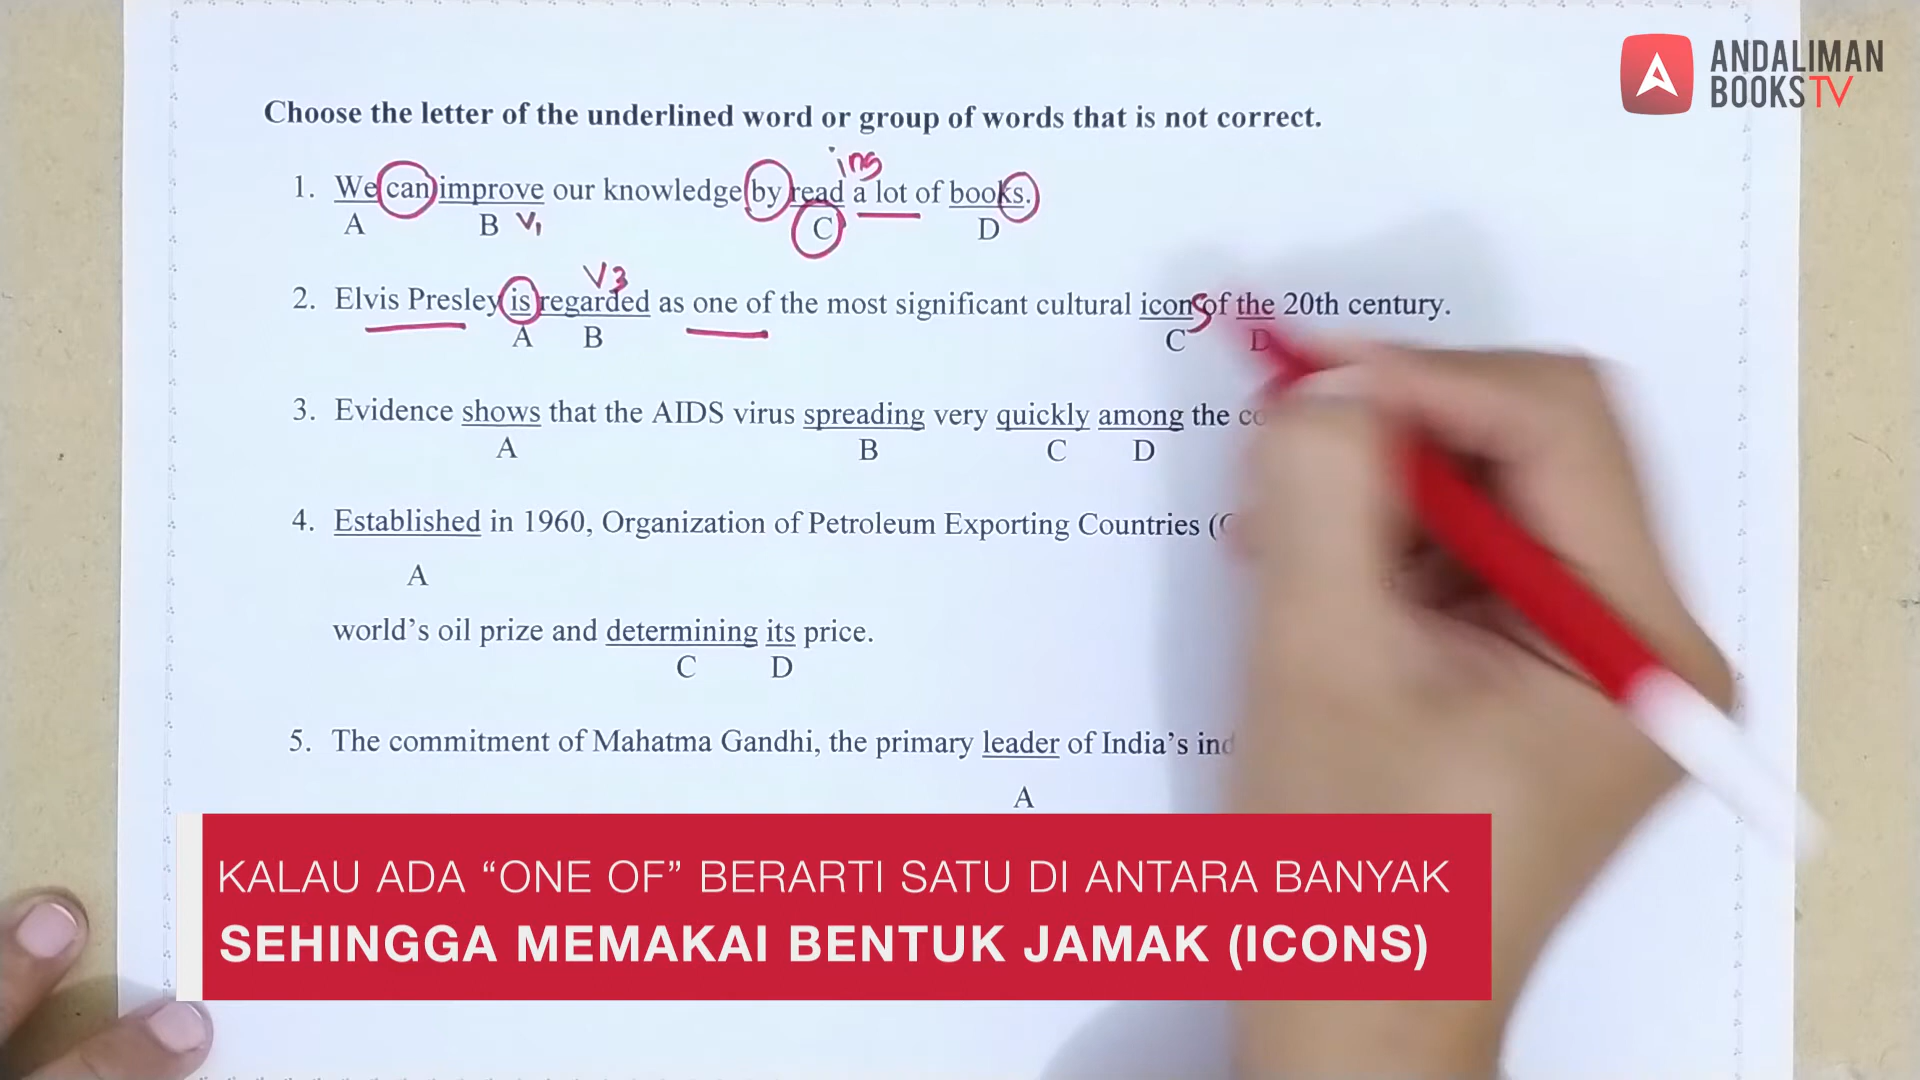 ANDALIMAN
BOOKSTV
Choose the letter of the underlined word or group of words that is not correct.
ing
1. We can improve our knowledge by read a lot of books.
A B V1 C D
V3
2. Elvis Presley is regarded as one of the most significant cultural icons of the 20th century.
A B C D
3. Evidence shows that the AIDS virus spreading very quickly among the
A B C D
4. Established in 1960, Organization of Petroleum Exporting Countries (
A
world's oil prize and determining its price.
C D
5. The commitment of Mahatma Gandhi, the primary leader of India's
A
KALAU ADA “ONE OF” BERARTI SATU DI ANTARA BANYAK
SEHINGGA MEMAKAI BENTUK JAMAK (ICONS)